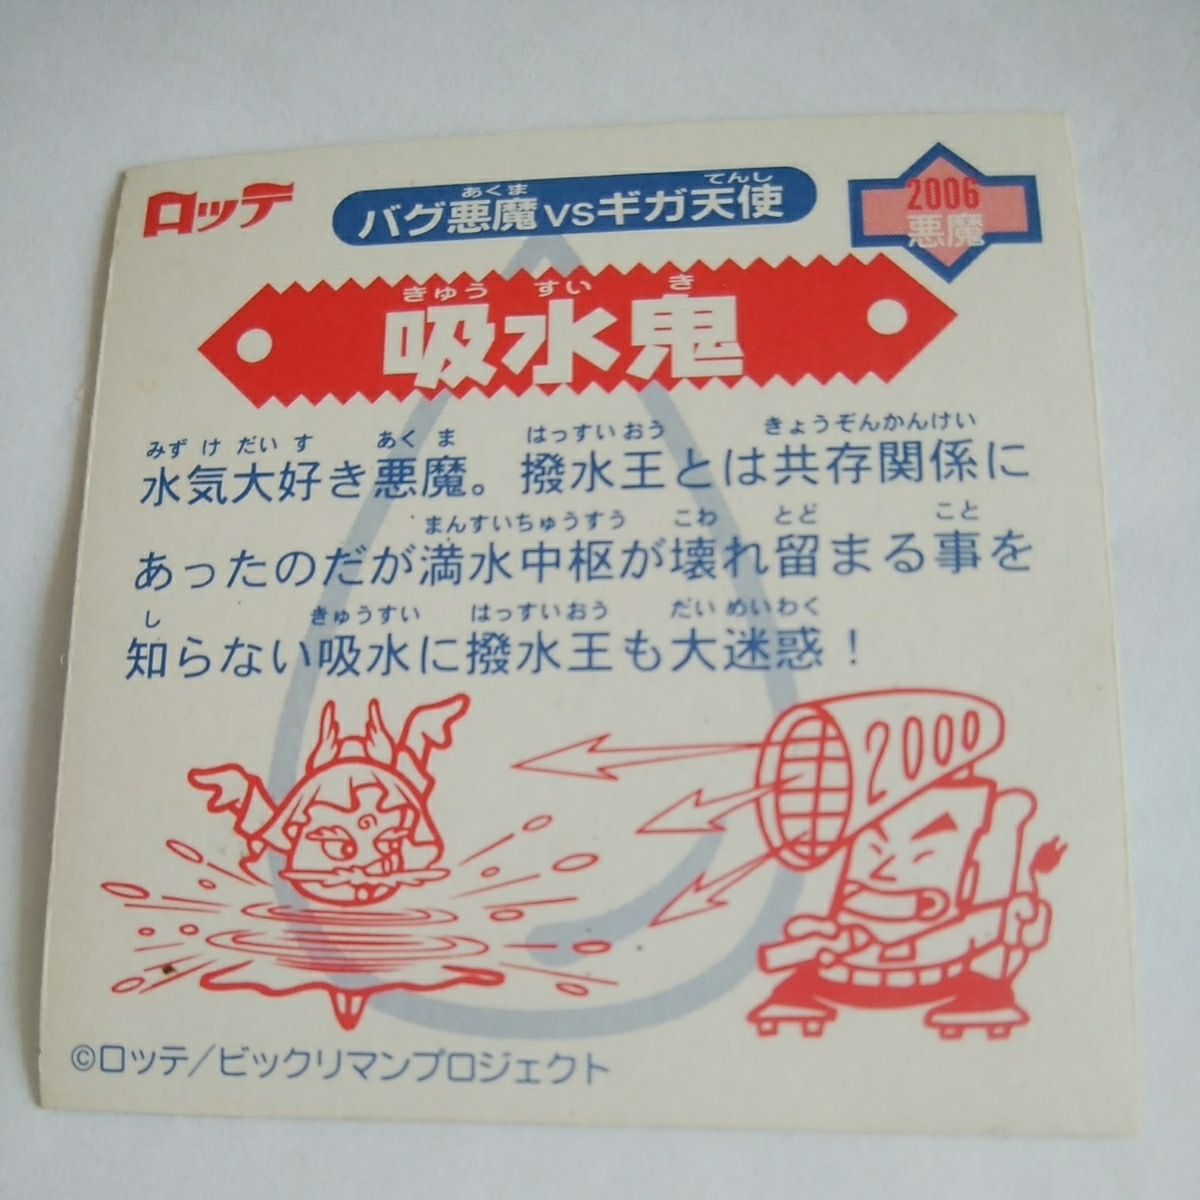 ロッテ
バグ悪魔vsギガ天使
あくま
てんし
2006
悪魔
きゅう すい き
吸水鬼
みず け だい す あく ま はっすいおう きょうぞんかんけい
水気大好き悪魔。撥水王とは共存関係に
まんすいちゅうすう こわ とど こと
あったのだが満水中枢が壊れ留まる事を
し きゅうすい はっすいおう だい めいわく
知らない吸水に撥水王も大迷惑！
2000
©ロッテ/ビックリマンプロジェクト